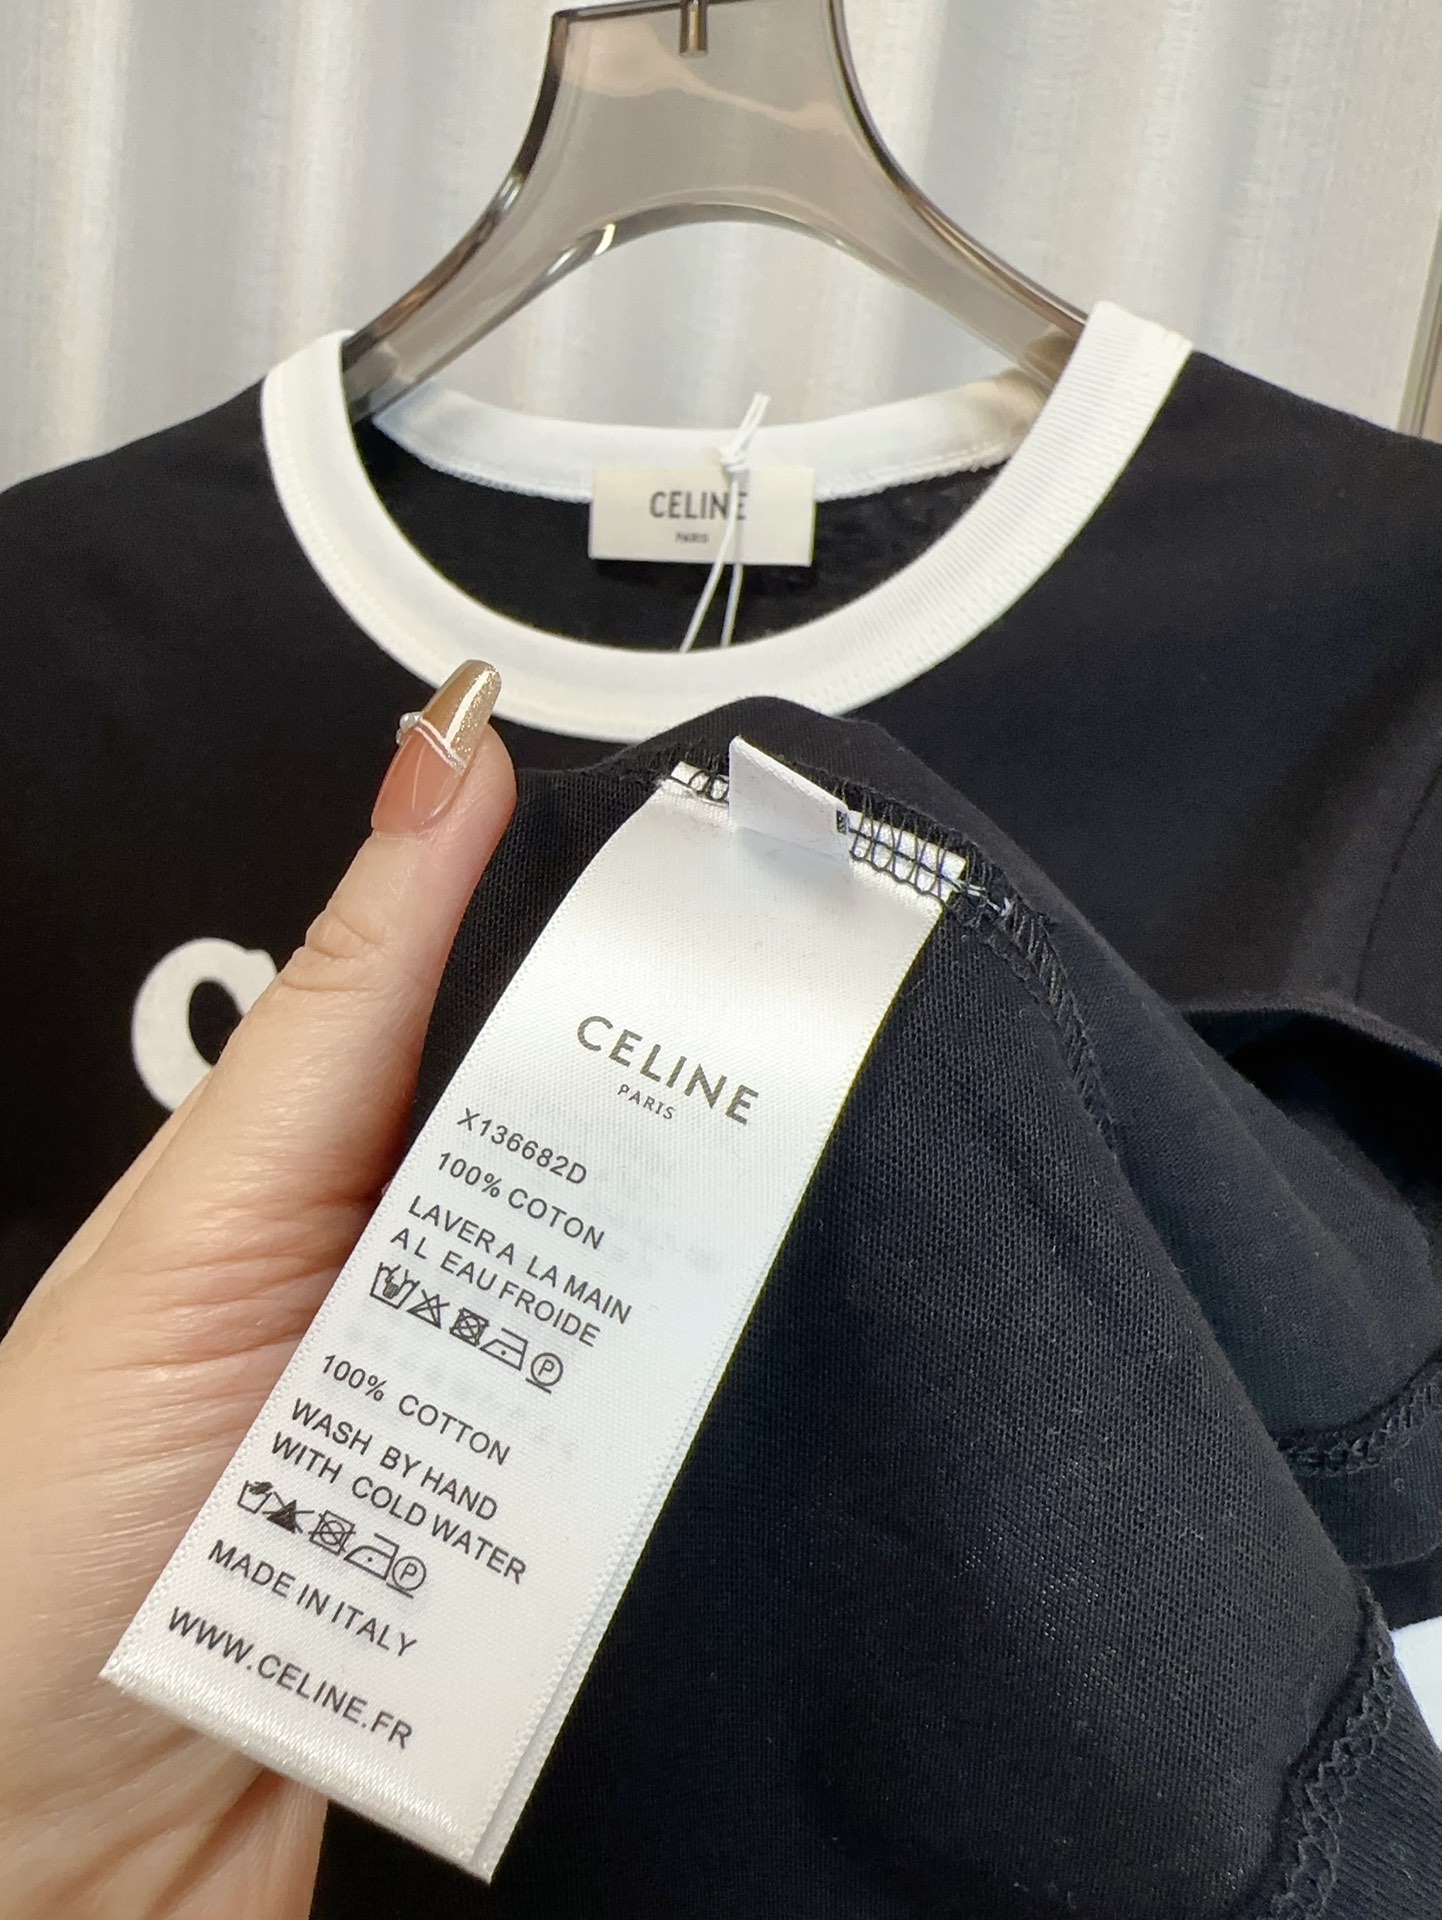 CELINE
PARIS
CELINE
PARIS
X136682D
100% COTON
LAVER A LA MAIN
A L EAU FROIDE
P
100% COTTON
WASH BY HAND
WITH COLD WATER
P
MADE IN ITALY
WWW.CELINE.FR